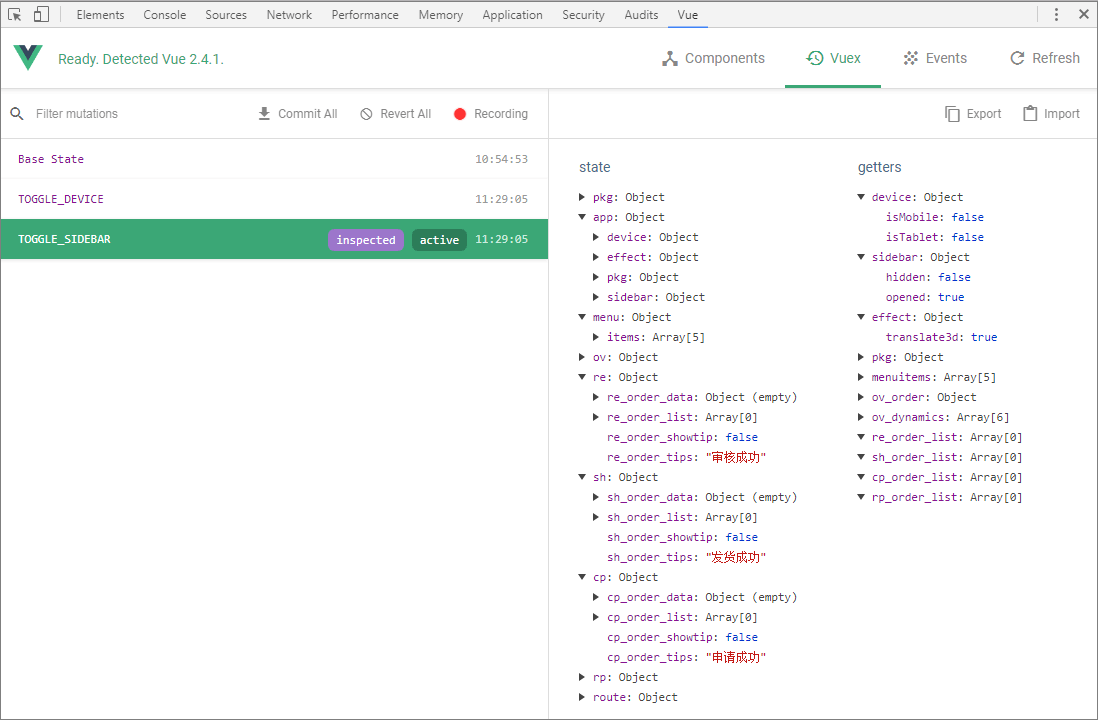 Elements Console Sources Network Performance Memory Application Security Audits Vue
Ready. Detected Vue 2.4.1.
Components Vuex Events Refresh
Filter mutations Commit All Revert All Recording
Export Import
Base State 10:54:53
TOGGLE_DEVICE 11:29:05
TOGGLE_SIDEBAR inspected active 11:29:05
state
pkg: Object
app: Object
device: Object
effect: Object
pkg: Object
sidebar: Object
menu: Object
items: Array[5]
ov: Object
re: Object
re_order_data: Object (empty)
re_order_list: Array[0]
re_order_showtip: false
re_order_tips: "审核成功"
sh: Object
sh_order_data: Object (empty)
sh_order_list: Array[0]
sh_order_showtip: false
sh_order_tips: "发货成功"
cp: Object
cp_order_data: Object (empty)
cp_order_list: Array[0]
cp_order_showtip: false
cp_order_tips: "申请成功"
rp: Object
route: Object
getters
device: Object
isMobile: false
isTablet: false
sidebar: Object
hidden: false
opened: true
effect: Object
translate3d: true
pkg: Object
menuitems: Array[5]
ov_order: Object
ov_dynamics: Array[6]
re_order_list: Array[0]
sh_order_list: Array[0]
cp_order_list: Array[0]
rp_order_list: Array[0]